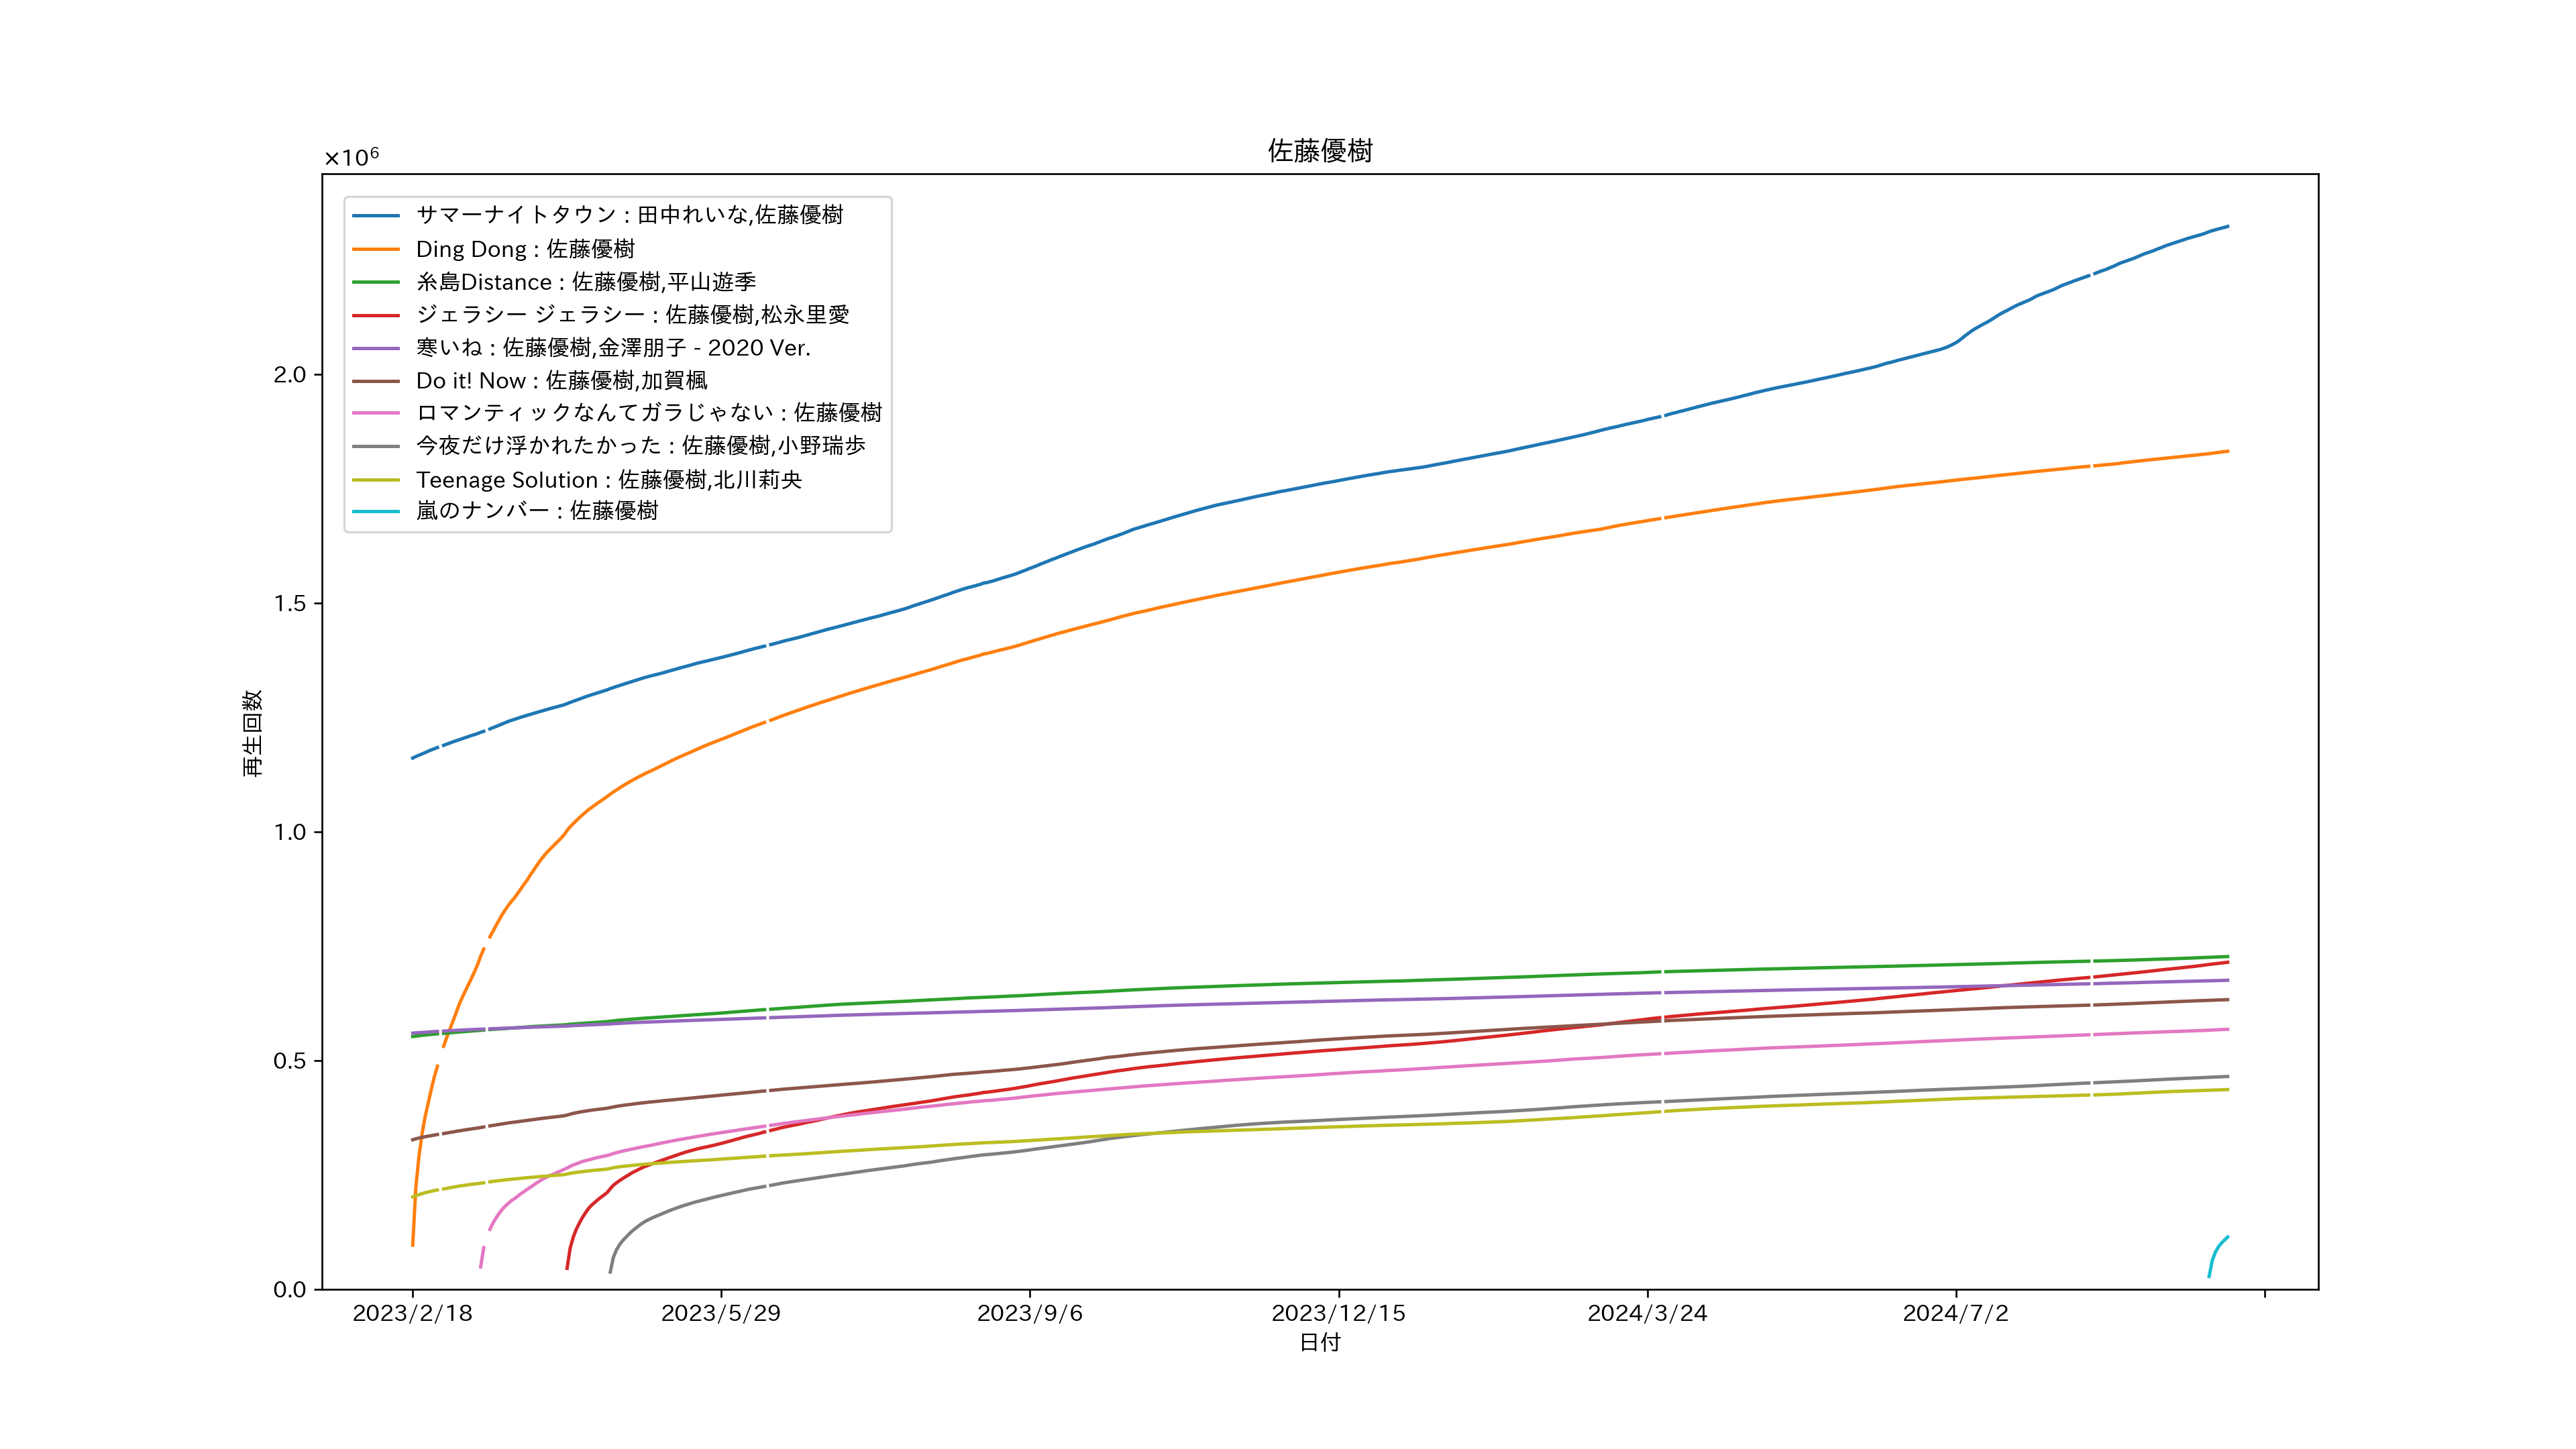 佐藤優樹
×10⁶
サマーナイトタウン : 田中れいな,佐藤優樹
Ding Dong : 佐藤優樹
糸島Distance : 佐藤優樹,平山遊季
ジェラシー ジェラシー : 佐藤優樹,松永里愛
寒いね : 佐藤優樹,金澤朋子 - 2020 Ver.
Do it! Now : 佐藤優樹,加賀楓
ロマンティックなんてガラじゃない : 佐藤優樹
今夜だけ浮かれたかった : 佐藤優樹,小野瑞歩
Teenage Solution : 佐藤優樹,北川莉央
嵐のナンバー : 佐藤優樹
2.0
1.5
1.0
0.5
0.0
再生回数
2023/2/18 2023/5/29 2023/9/6 2023/12/15 2024/3/24 2024/7/2
日付